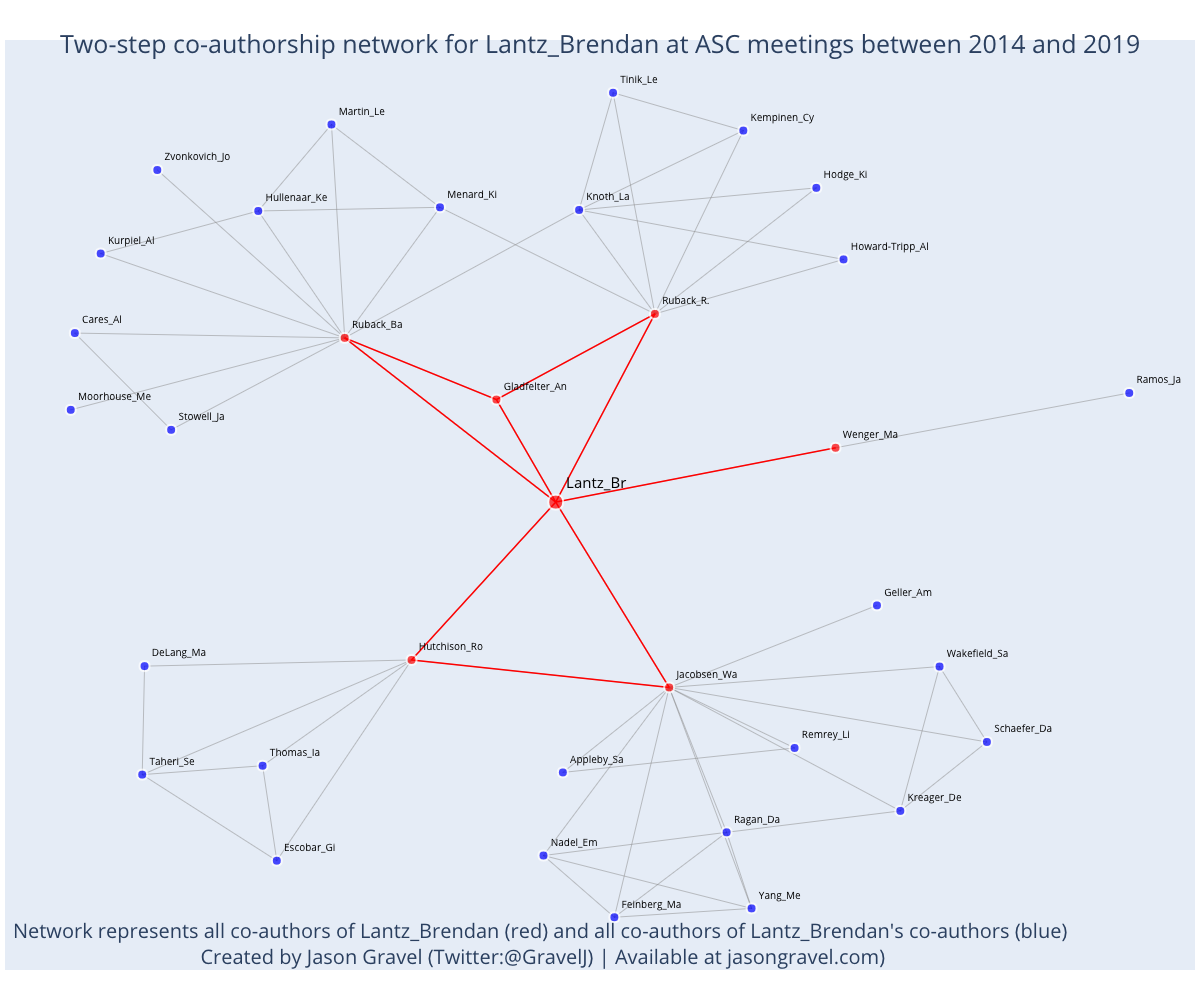 Two-step co-authorship network for Lantz_Brendan at ASC meetings between 2014 and 2019
Tinik_Le
Martin_Le
Kempinen_Cy
Zvonkovich_Jo
Hodge_Ki
Hullenaar_Ke
Menard_Ki
Knoth_La
Kurpiel_Al
Howard-Tripp_Al
Ruback_R.
Cares_Al
Ruback_Ba
Ramos_Ja
Gladfelter_An
Moorhouse_Me
Stowell_Ja
Wenger_Ma
Lantz_Br
Geller_Am
Hutchison_Ro
DeLang_Ma
Wakefield_Sa
Jacobsen_Wa
Schaefer_Da
Remrey_Li
Thomas_Ia
Taheri_Se
Appleby_Sa
Kreager_De
Ragan_Da
Nadel_Em
Escobar_Gi
Yang_Me
Feinberg_Ma
Network represents all co-authors of Lantz_Brendan (red) and all co-authors of Lantz_Brendan's co-authors (blue)
Created by Jason Gravel (Twitter:@GravelJ) | Available at jasongravel.com)